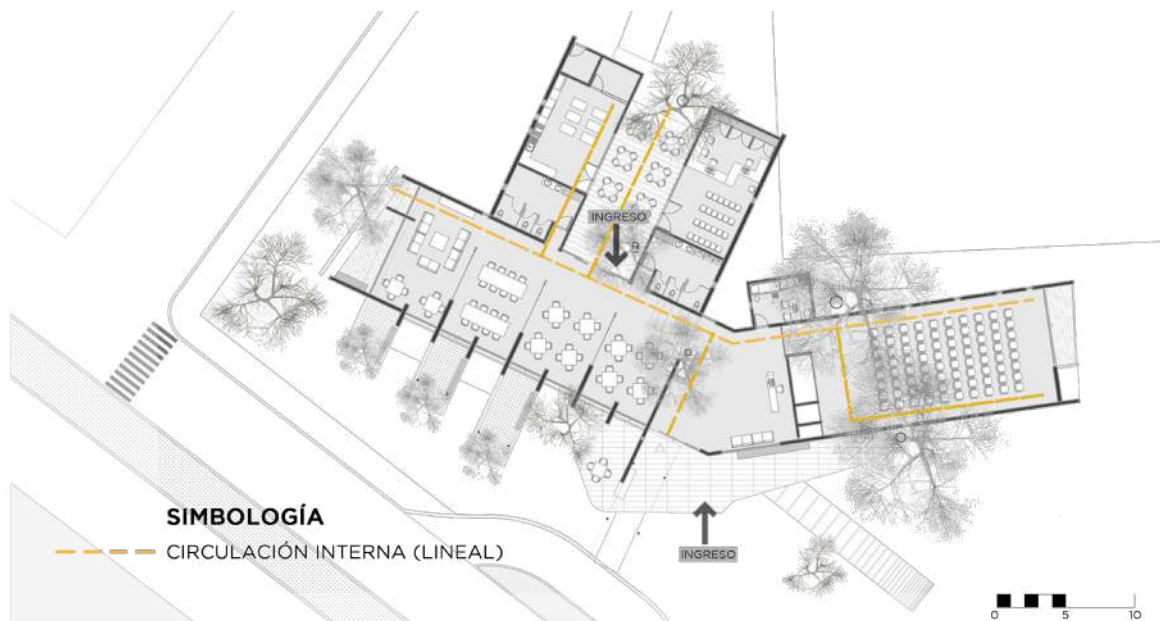 INGRESO
INGRESO
SIMBOLOGÍA
CIRCULACIÓN INTERNA (LINEAL)
0 5 10